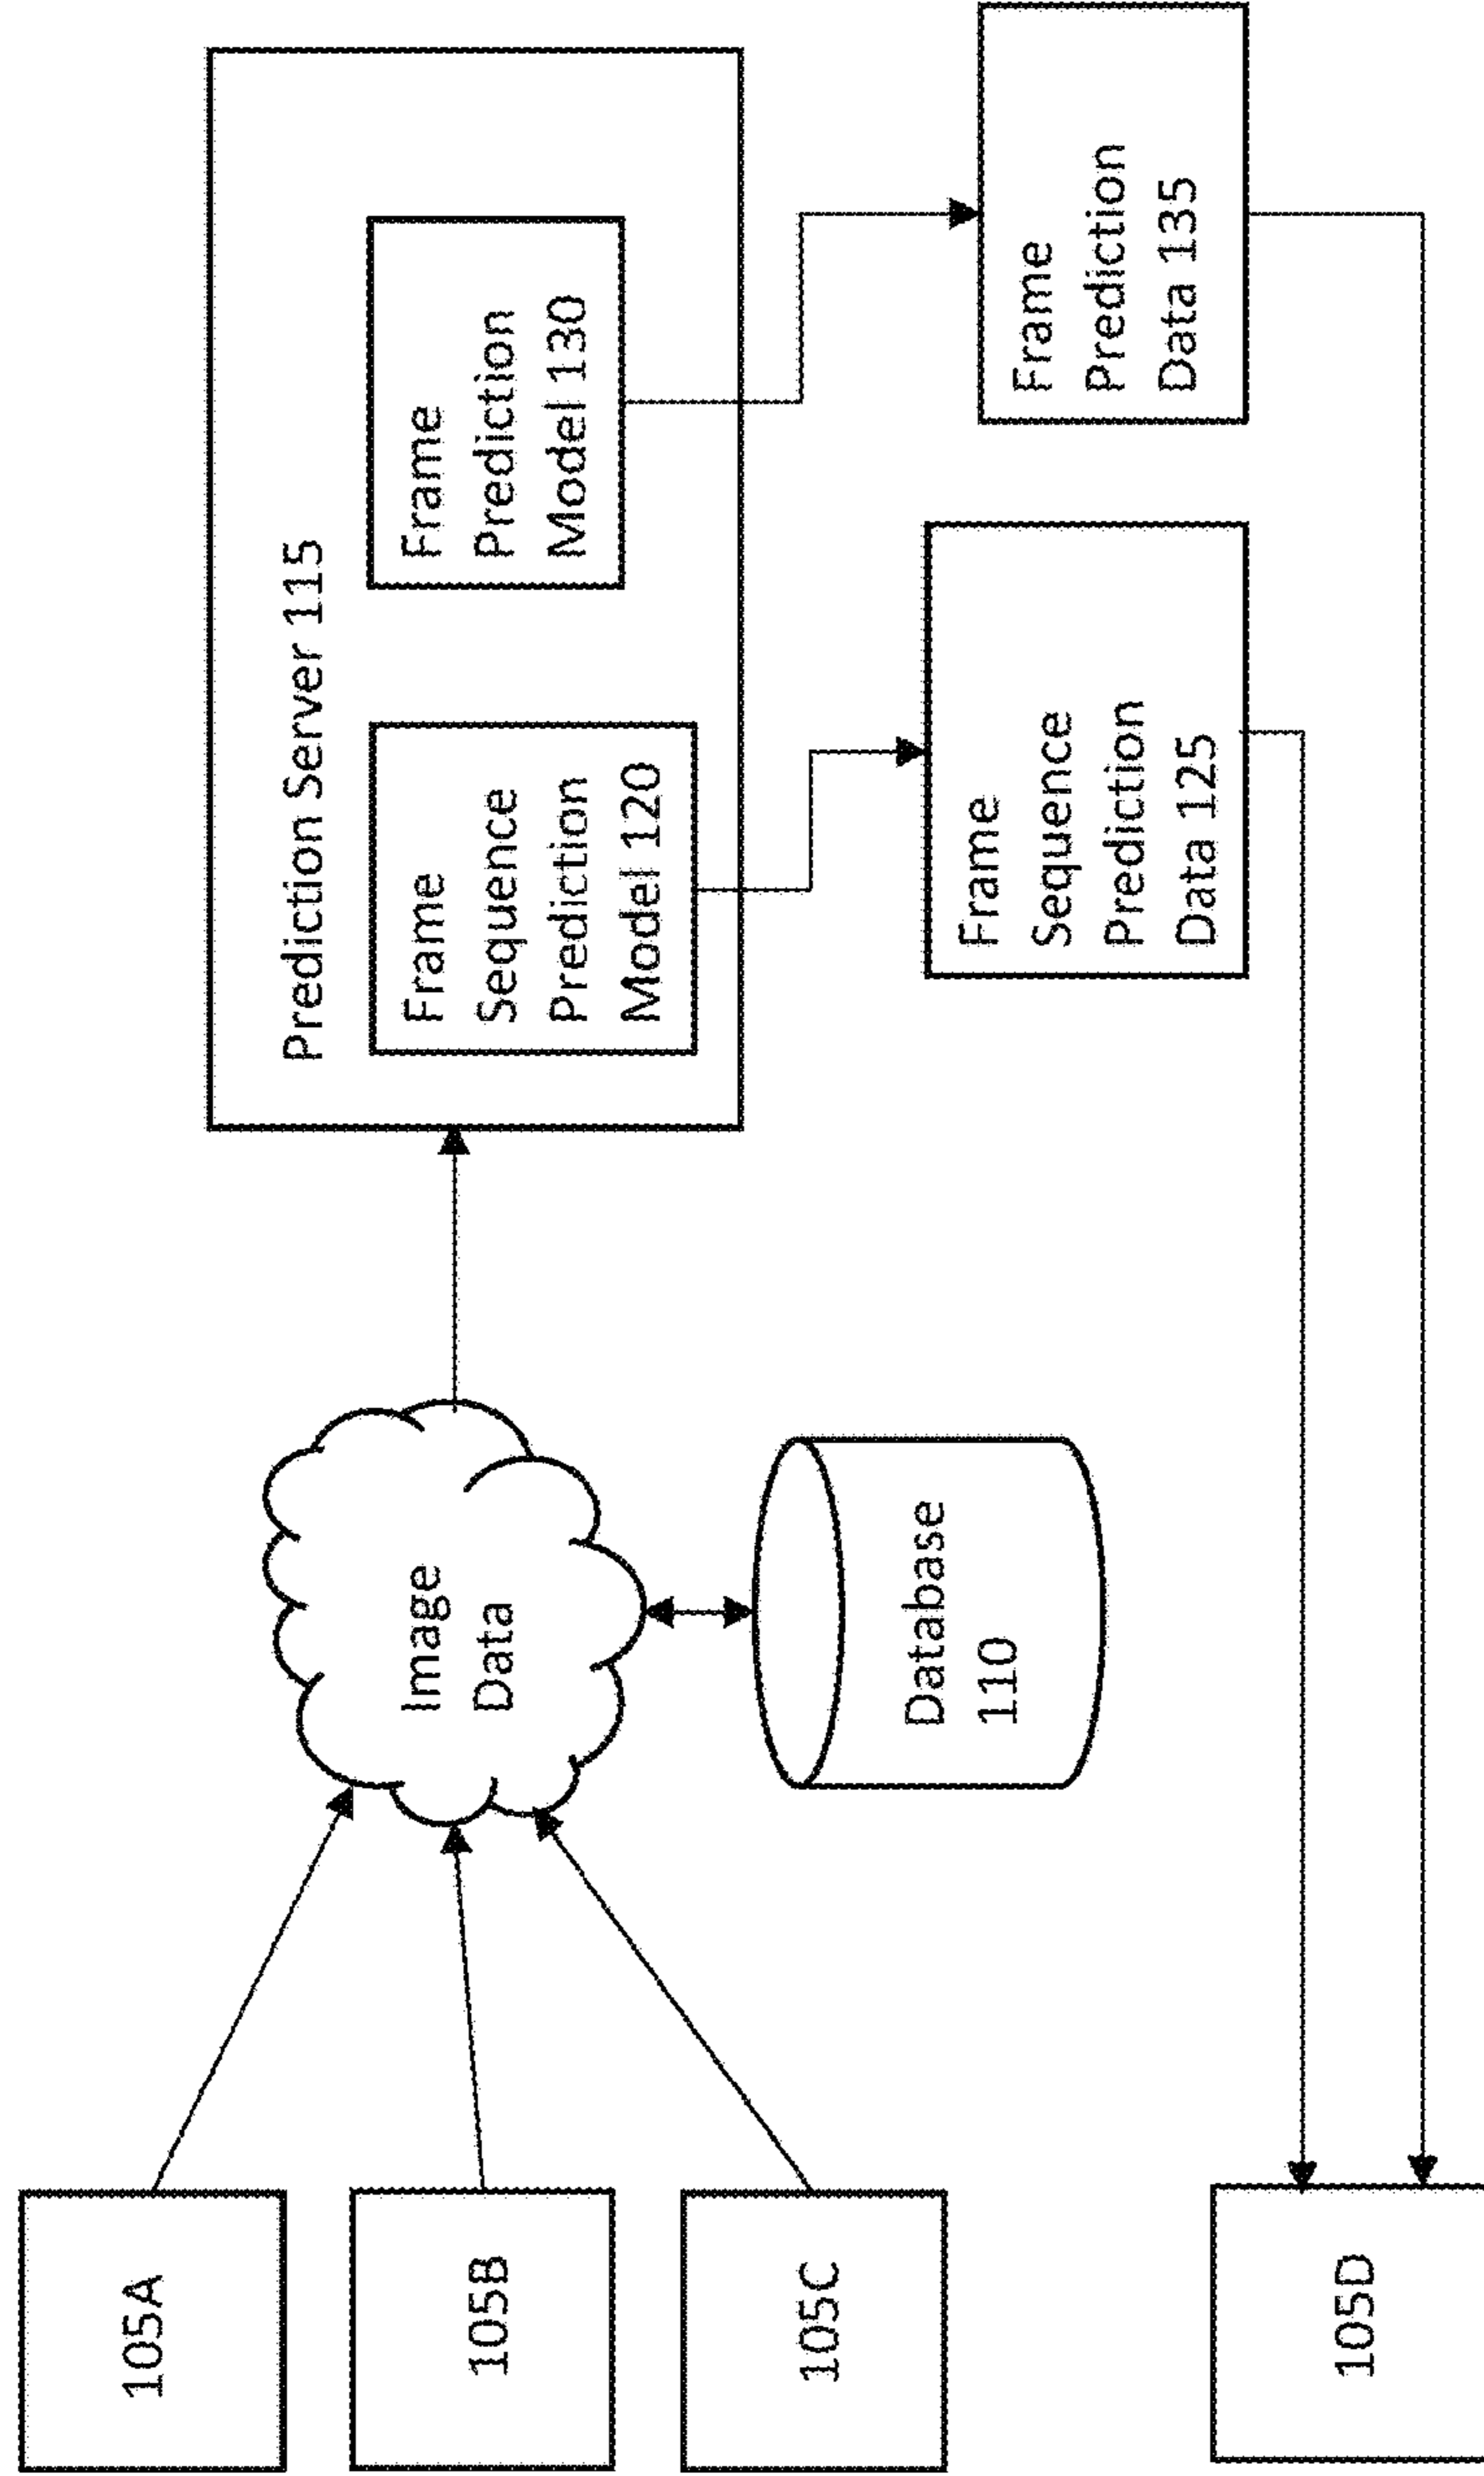 105A
105B
105C
105D
Image
Data
Database
110
Prediction Server 115
Frame
Sequence
Prediction
Model 120
Frame
Prediction
Model 130
Frame
Sequence
Prediction
Data 125
Frame
Prediction
Data 135